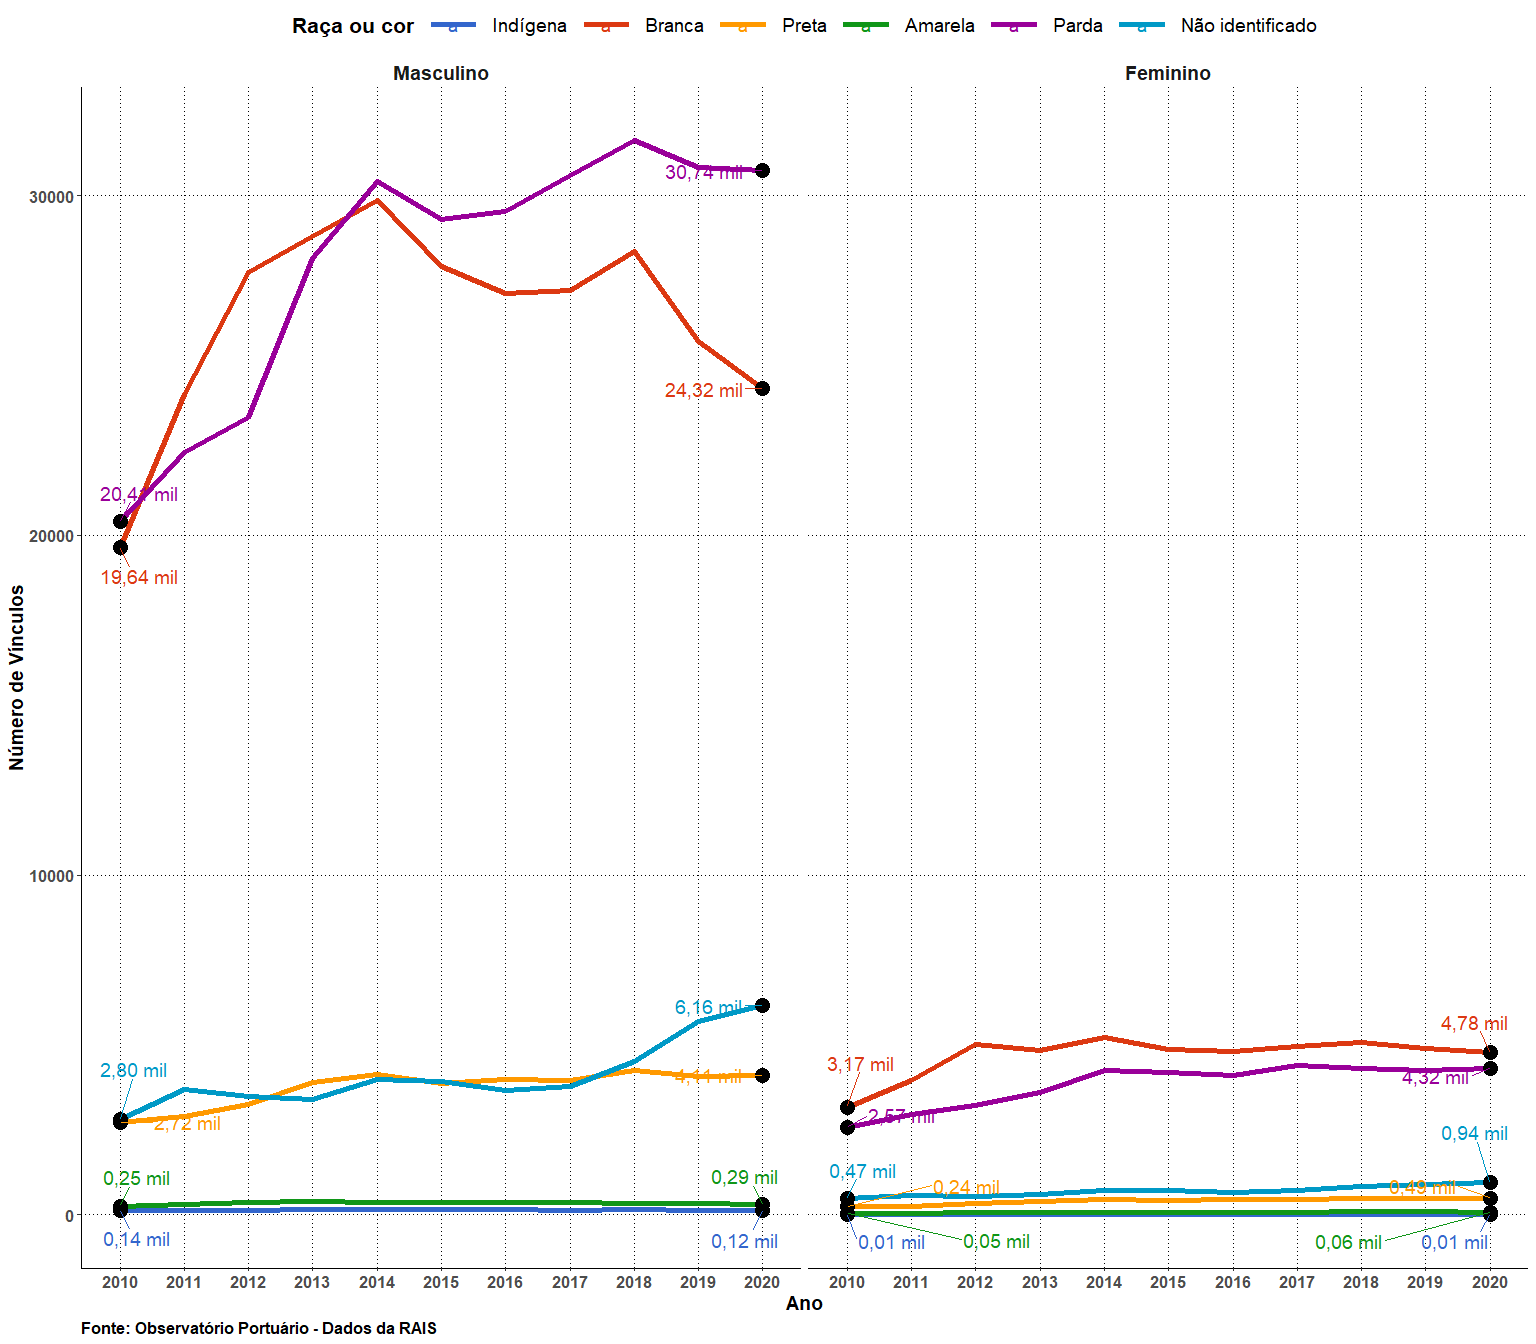 Raça ou cor a Indígena a Branca a Preta a Amarela a Parda a Não identificado
Masculino
Feminino
Número de Vínculos
30000
20000
10000
0
30,74 mil
24,32 mil
20,41 mil
19,64 mil
6,16 mil
2,80 mil
4,11 mil
2,72 mil
0,25 mil
0,29 mil
0,14 mil
0,12 mil
3,17 mil
4,78 mil
2,57 mil
4,32 mil
0,94 mil
0,47 mil
0,24 mil
0,49 mil
0,01 mil
0,05 mil
0,06 mil
0,01 mil
2010 2011 2012 2013 2014 2015 2016 2017 2018 2019 2020
2010 2011 2012 2013 2014 2015 2016 2017 2018 2019 2020
Ano
Fonte: Observatório Portuário - Dados da RAIS